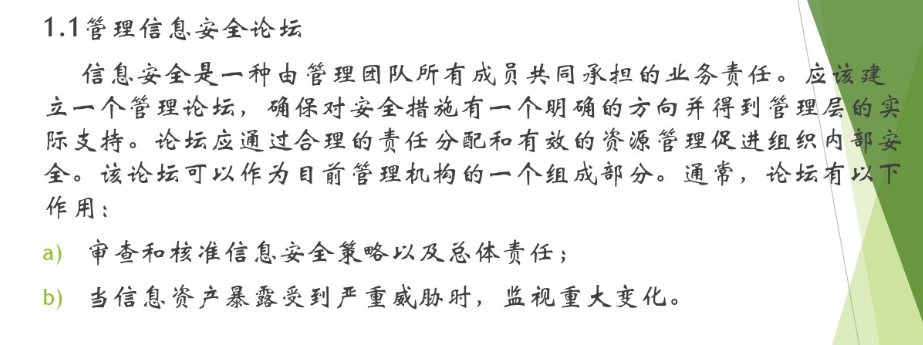 1.1管理信息安全论坛
信息安全是一种由管理团队所有成员共同承担的业务责任。应该建
立一个管理论坛，确保对安全措施有一个明确的方向并得到管理层的实
际支持。论坛应通过合理的责任分配和有效的资源管理促进组织内部安
全。该论坛可以作为目前管理机构的一个组成部分。通常，论坛有以下
作用：
a) 审查和核准信息安全策略以及总体责任；
b) 当信息资产暴露受到严重威胁时，监视重大变化。